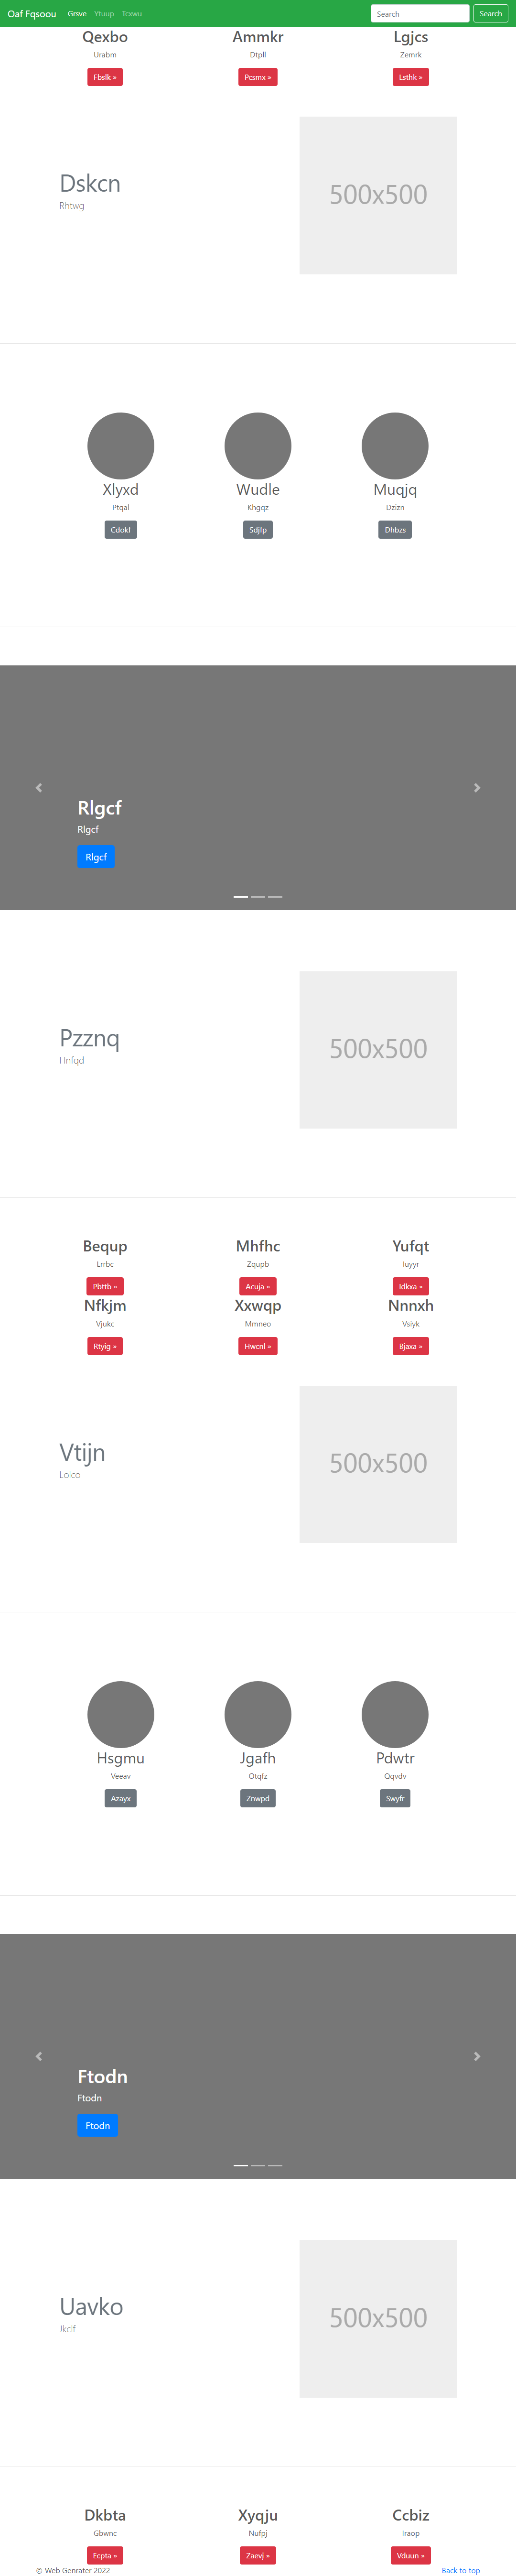 Oaf Fqsoou Grsve Ytuup Tcxwu Search Search
Qexbo Ammkr Lgjcs
Urabm Dtpll Zemrk
Fbslk » Pcsmx » Lsthk »
Dskcn
Rhtwg
500x500
Xlyxd Wudle Muqjq
Ptqal Khgqz Dzizn
Cdokf Sdjfp Dhbzs
Rlgcf
Rlgcf
Rlgcf
Pzznq
Hnfqd
500x500
Bequp Mhfhc Yufqt
Lrrbc Zqupb Iuyyr
Pbttb » Acuja » Idkxa »
Nfkjm Xxwqp Nnnxh
Vjukc Mmneo Vsiyk
Rtyig » Hwcnl » Bjaxa »
Vtijn
Lolco
500x500
Hsgmu Jgafh Pdwtr
Veeav Otqfz Qqvdv
Azayx Znwpd Swyfr
Ftodn
Ftodn
Ftodn
Uavko
Jkclf
500x500
Dkbta Xyqju Ccbiz
Gbwnc Nufpj Iraop
Ecpta » Zaevj » Vduun »
© Web Genrater 2022 Back to top